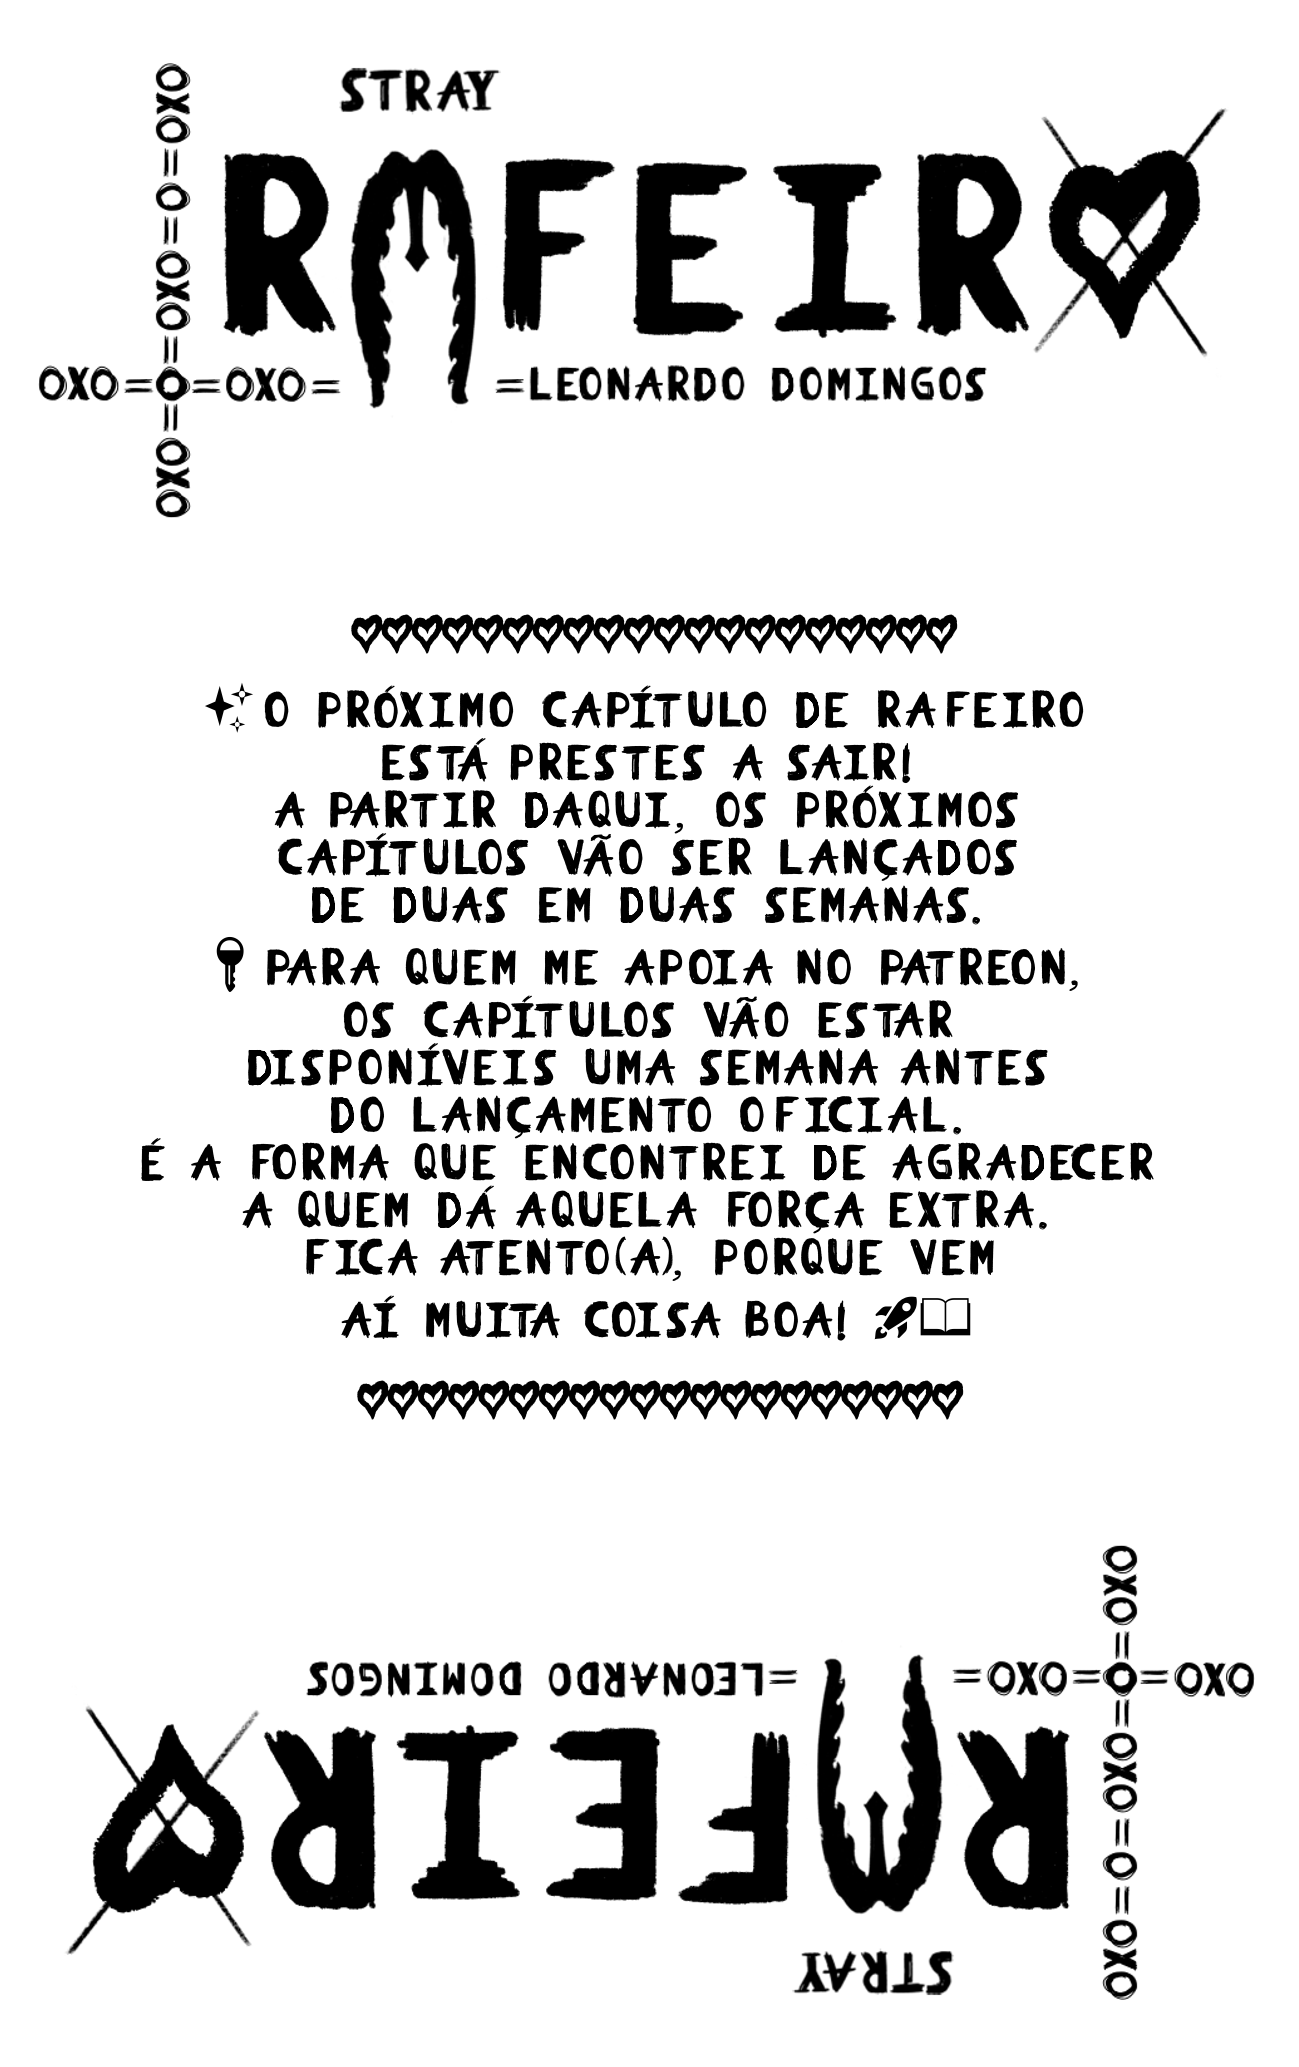 STRAY
RAFEIRO
OXO=O=OXO=O=OXO
OXO=O=OXO= =LEONARDO DOMINGOS
♡♡♡♡♡♡♡♡♡♡♡♡♡♡♡♡♡♡♡♡
✨O PRÓXIMO CAPÍTULO DE RAFEIRO
ESTÁ PRESTES A SAIR!
A PARTIR DAQUI, OS PRÓXIMOS
CAPÍTULOS VÃO SER LANÇADOS
DE DUAS EM DUAS SEMANAS.
PARA QUEM ME APOIA NO PATREON,
OS CAPÍTULOS VÃO ESTAR
DISPONÍVEIS UMA SEMANA ANTES
DO LANÇAMENTO OFICIAL.
É A FORMA QUE ENCONTREI DE AGRADECER
A QUEM DÁ AQUELA FORÇA EXTRA.
FICA ATENTO(A), PORQUE VEM
AÍ MUITA COISA BOA! 🚀📖
♡♡♡♡♡♡♡♡♡♡♡♡♡♡♡♡♡♡♡♡
OXO=O=OXO=O=OXO
OXO=O=OXO= =LEONARDO DOMINGOS
RAFEIRO
STRAY